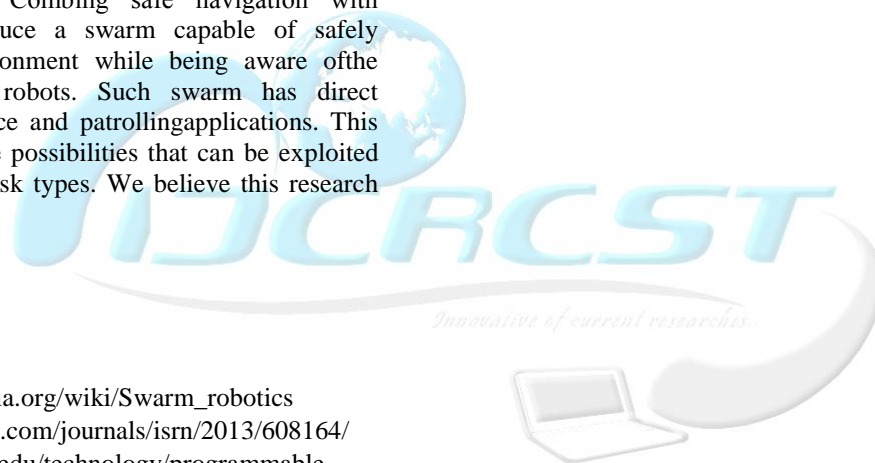 Combing safe navigation with
uce a swarm capable of safely
onment while being aware ofthe
robots. Such swarm has direct
ce and patrollingapplications. This
possibilities that can be exploited
sk types. We believe this research
IJCRCST
Innovative of current researches..
a.org/wiki/Swarm_robotics
.com/journals/isrn/2013/608164/
edu/technology/programmable